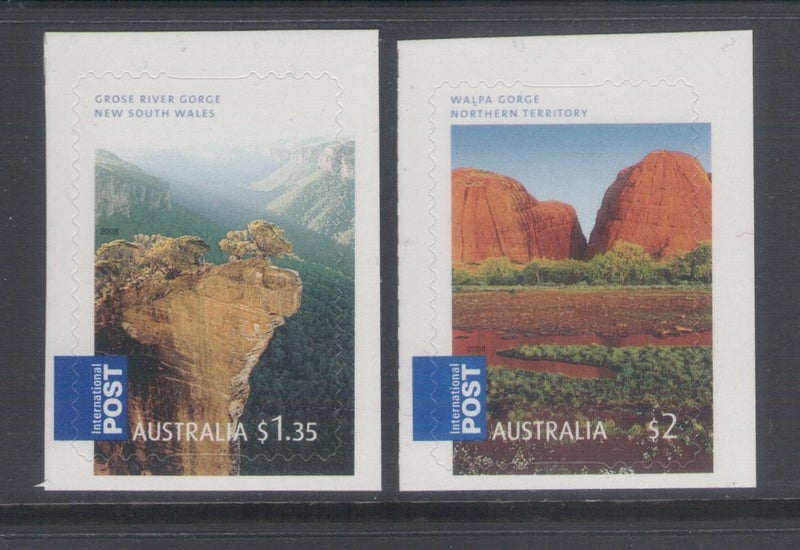 GROSE RIVER GORGE
NEW SOUTH WALES
2008
International
POST
AUSTRALIA $1.35
WALPA GORGE
NORTHERN TERRITORY
2008
International
POST
AUSTRALIA $2